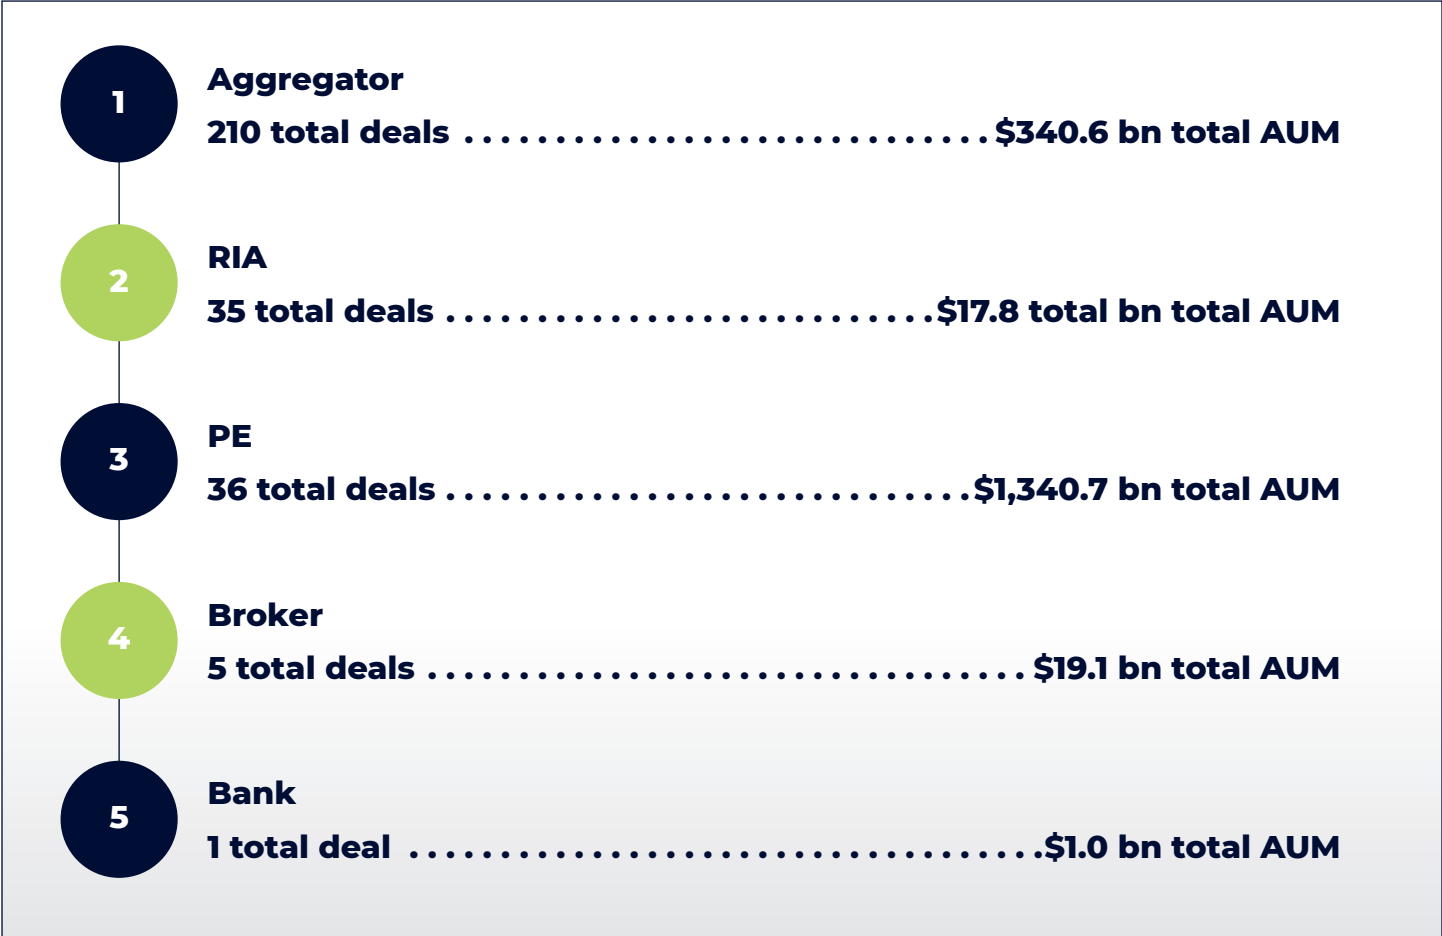 1
Aggregator
210 total deals ............................. $340.6 bn total AUM
2
RIA
35 total deals ........................... $17.8 total bn total AUM
3
PE
36 total deals ............................. $1,340.7 bn total AUM
4
Broker
5 total deals ................................. $19.1 bn total AUM
5
Bank
1 total deal ................................... $1.0 bn total AUM